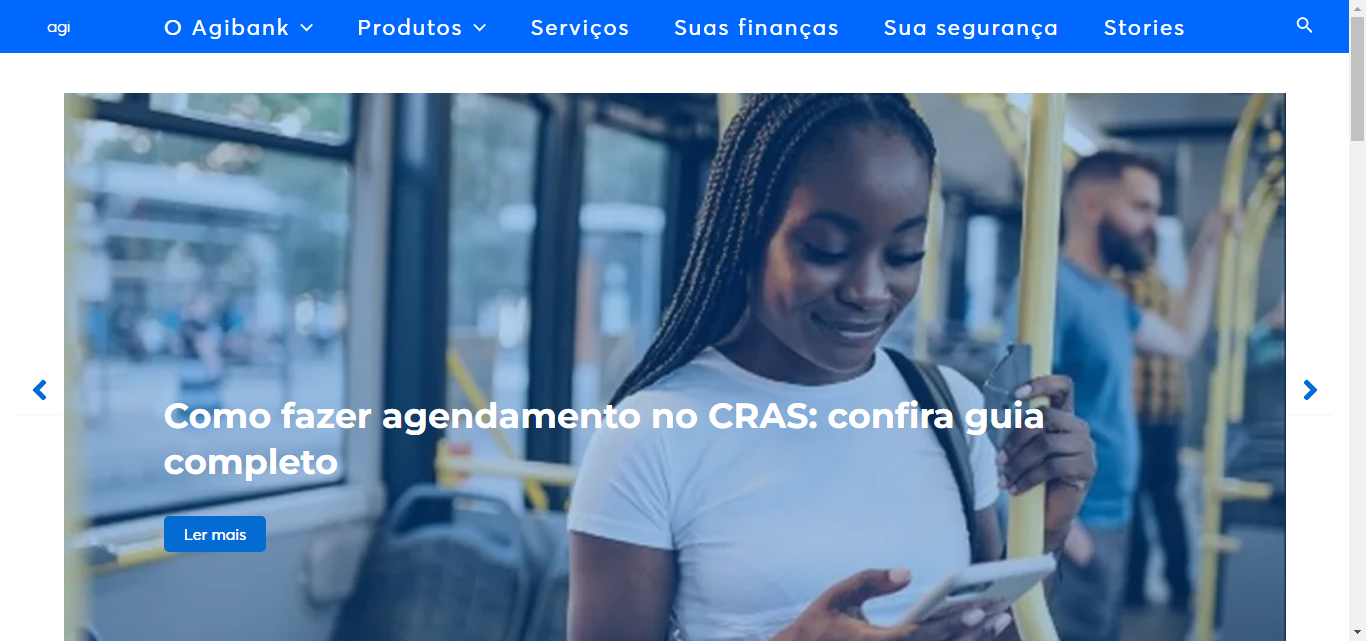 agi
O Agibank
Produtos
Serviços
Suas finanças
Sua segurança
Stories
Como fazer agendamento no CRAS: confira guia
completo
Ler mais